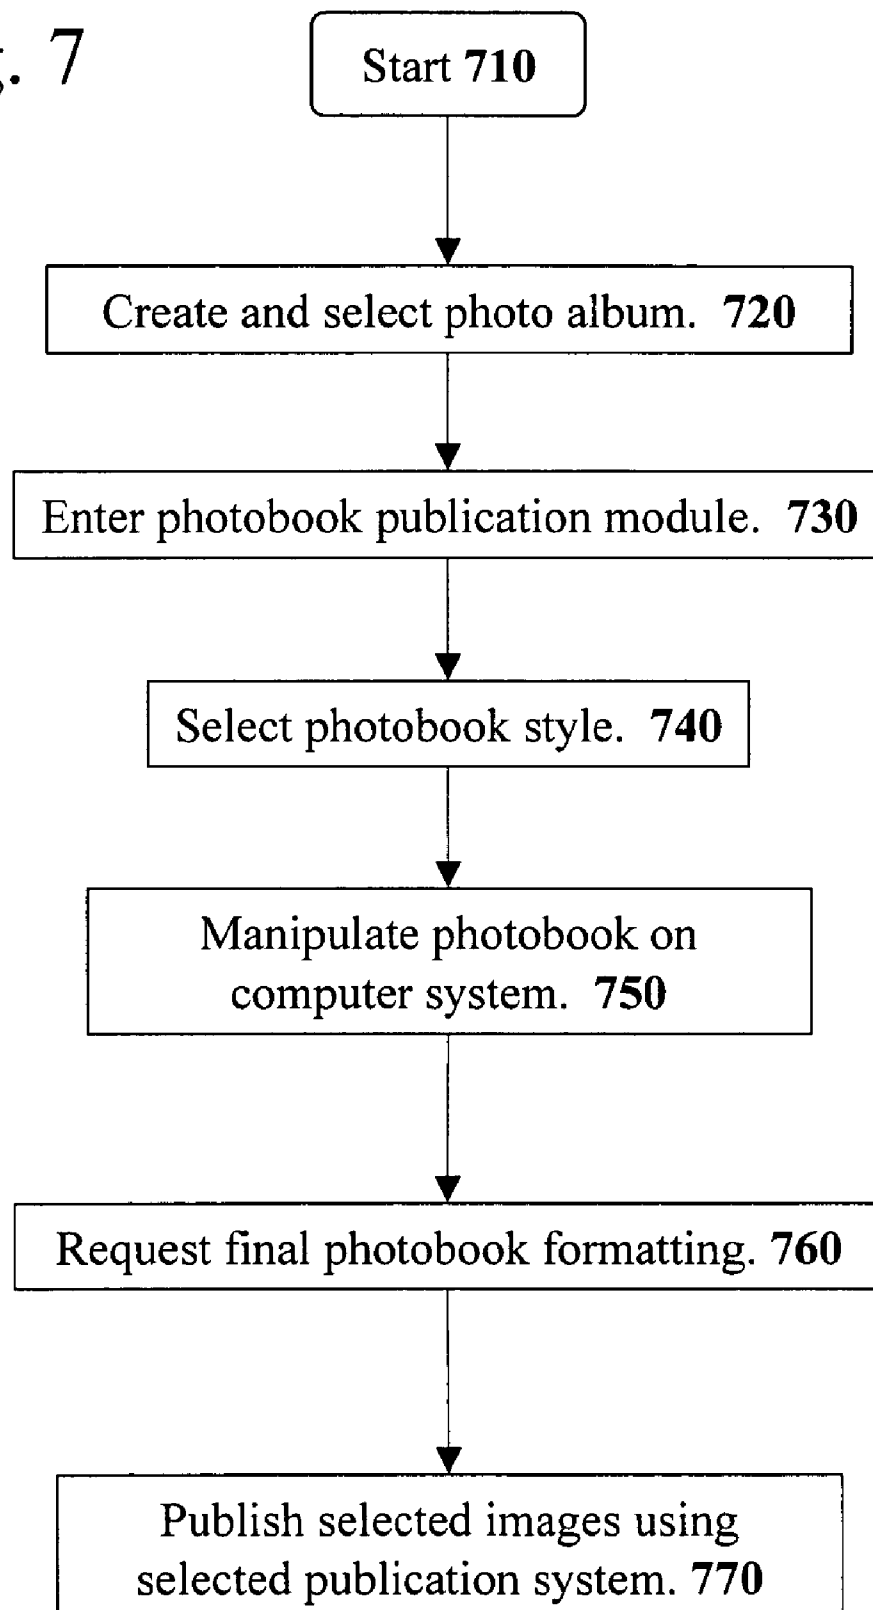 g. 7
Start 710
Create and select photo album. 720
Enter photobook publication module. 730
Select photobook style. 740
Manipulate photobook on
computer system. 750
Request final photobook formatting. 760
Publish selected images using
selected publication system. 770